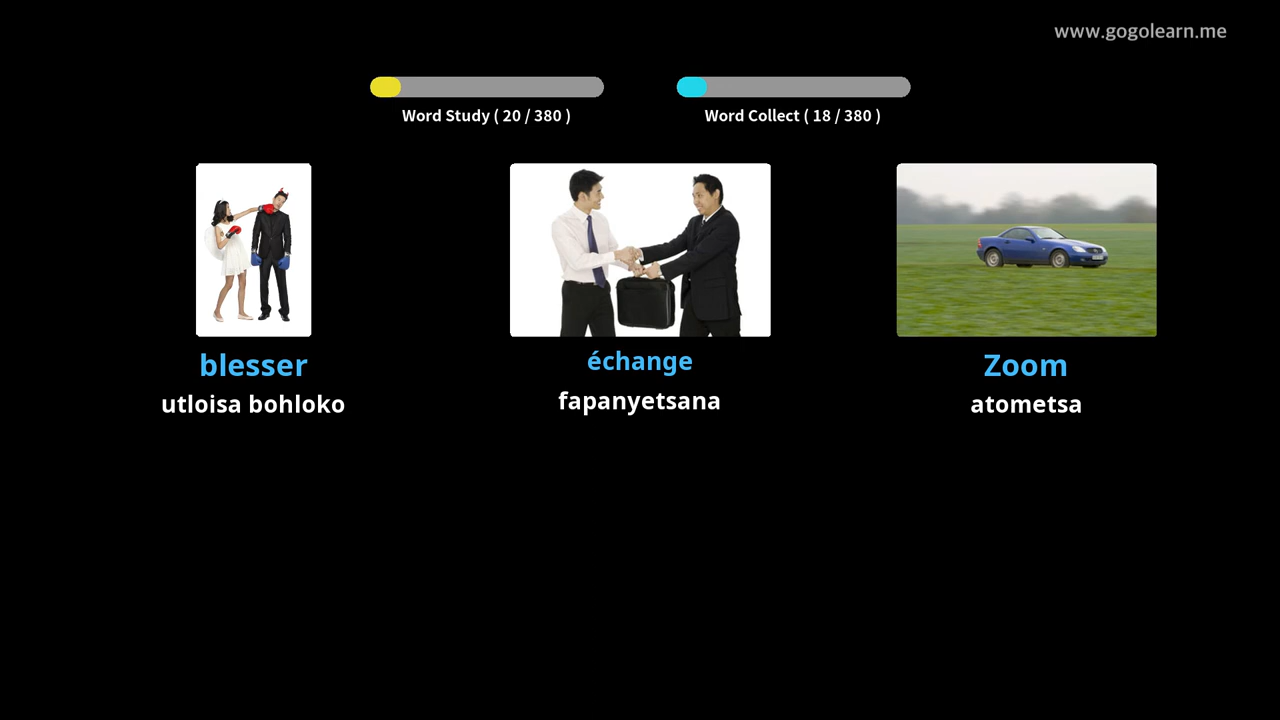 www.gogolearn.me
Word Study ( 20 / 380 )
Word Collect ( 18 / 380 )
blesser
utloisa bohloko
échange
fapanyetsana
Zoom
atometsa